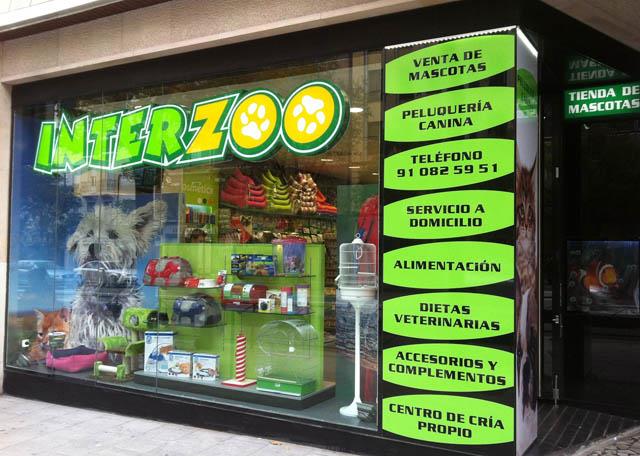 INTERZOO
VENTA DE
MASCOTAS
PELUQUERÍA
CANINA
TELÉFONO
91 082 59 51
SERVICIO A
DOMICILIO
ALIMENTACIÓN
DIETAS
VETERINARIAS
ACCESORIOS Y
COMPLEMENTOS
CENTRO DE CRÍA
PROPIO
TIENDA DE
MASCOTAS